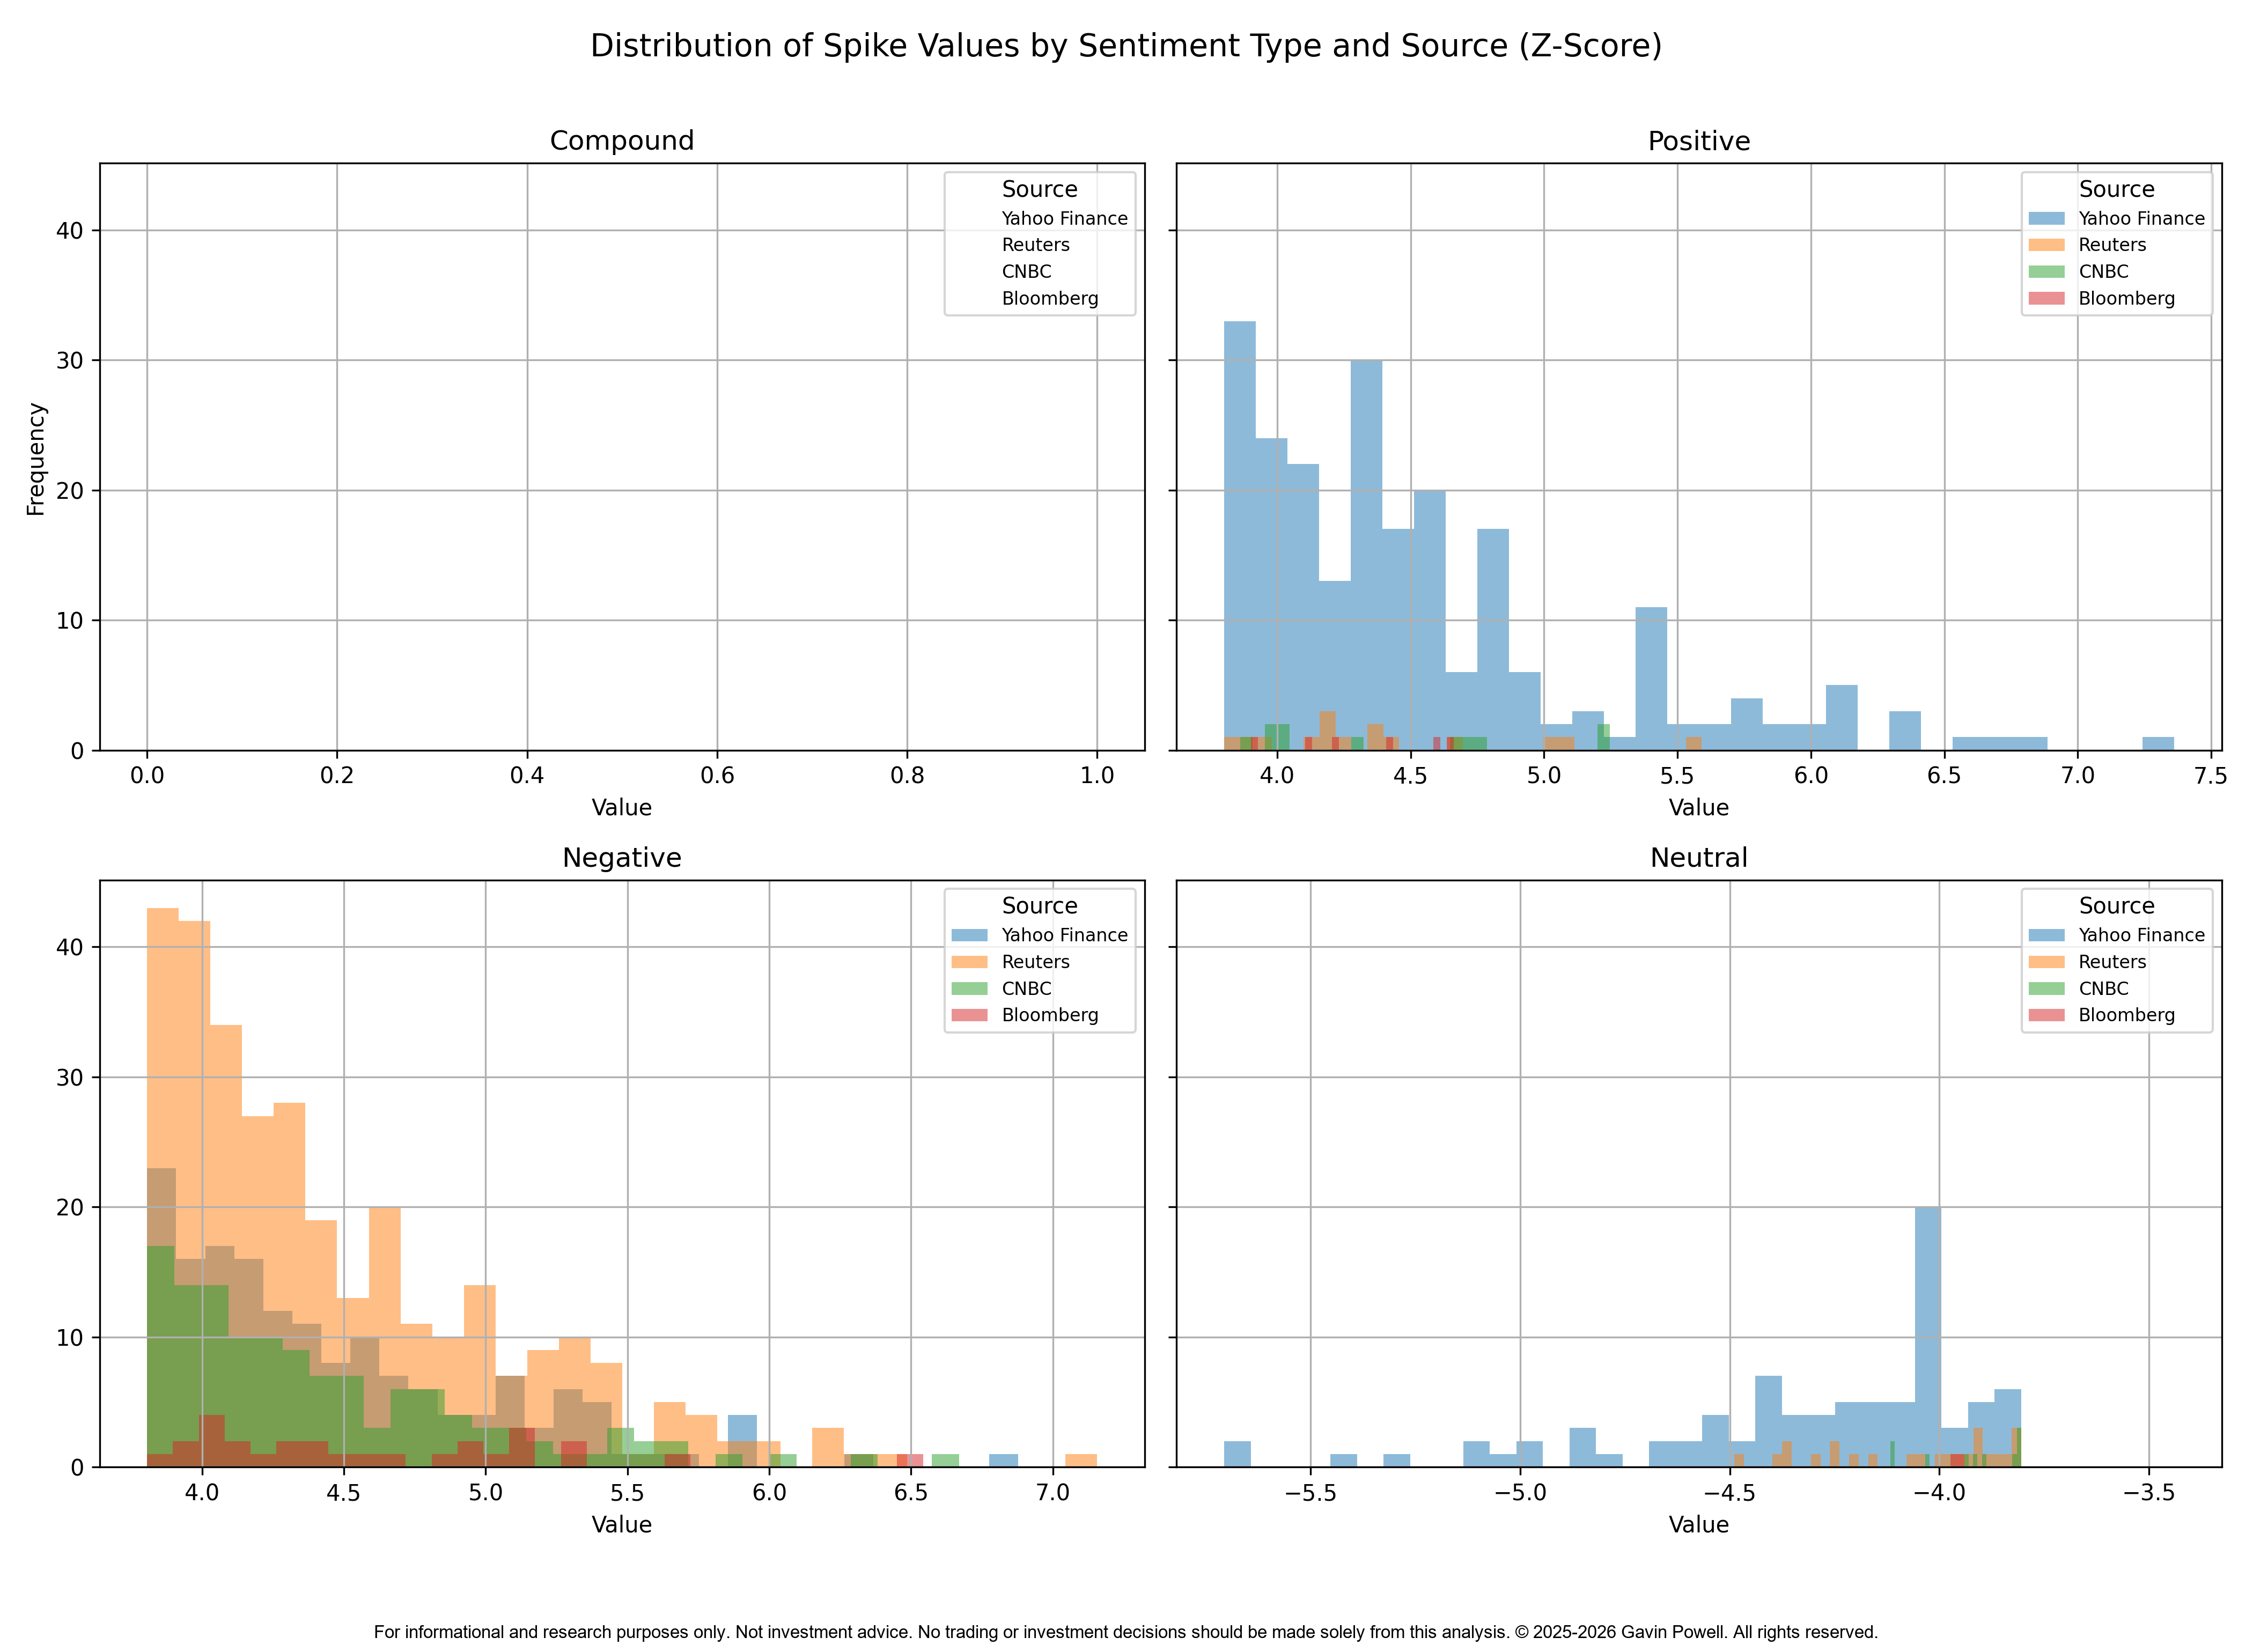 Distribution of Spike Values by Sentiment Type and Source (Z-Score)
Compound
Source
Yahoo Finance
Reuters
CNBC
Bloomberg
Frequency
40
30
20
10
0
0.0 0.2 0.4 0.6 0.8 1.0
Value
Positive
Source
Yahoo Finance
Reuters
CNBC
Bloomberg
4.0 4.5 5.0 5.5 6.0 6.5 7.0 7.5
Value
Negative
Source
Yahoo Finance
Reuters
CNBC
Bloomberg
40
30
20
10
0
4.0 4.5 5.0 5.5 6.0 6.5 7.0
Value
Neutral
Source
Yahoo Finance
Reuters
CNBC
Bloomberg
−5.5 −5.0 −4.5 −4.0 −3.5
Value
For informational and research purposes only. Not investment advice. No trading or investment decisions should be made solely from this analysis. © 2025-2026 Gavin Powell. All rights reserved.